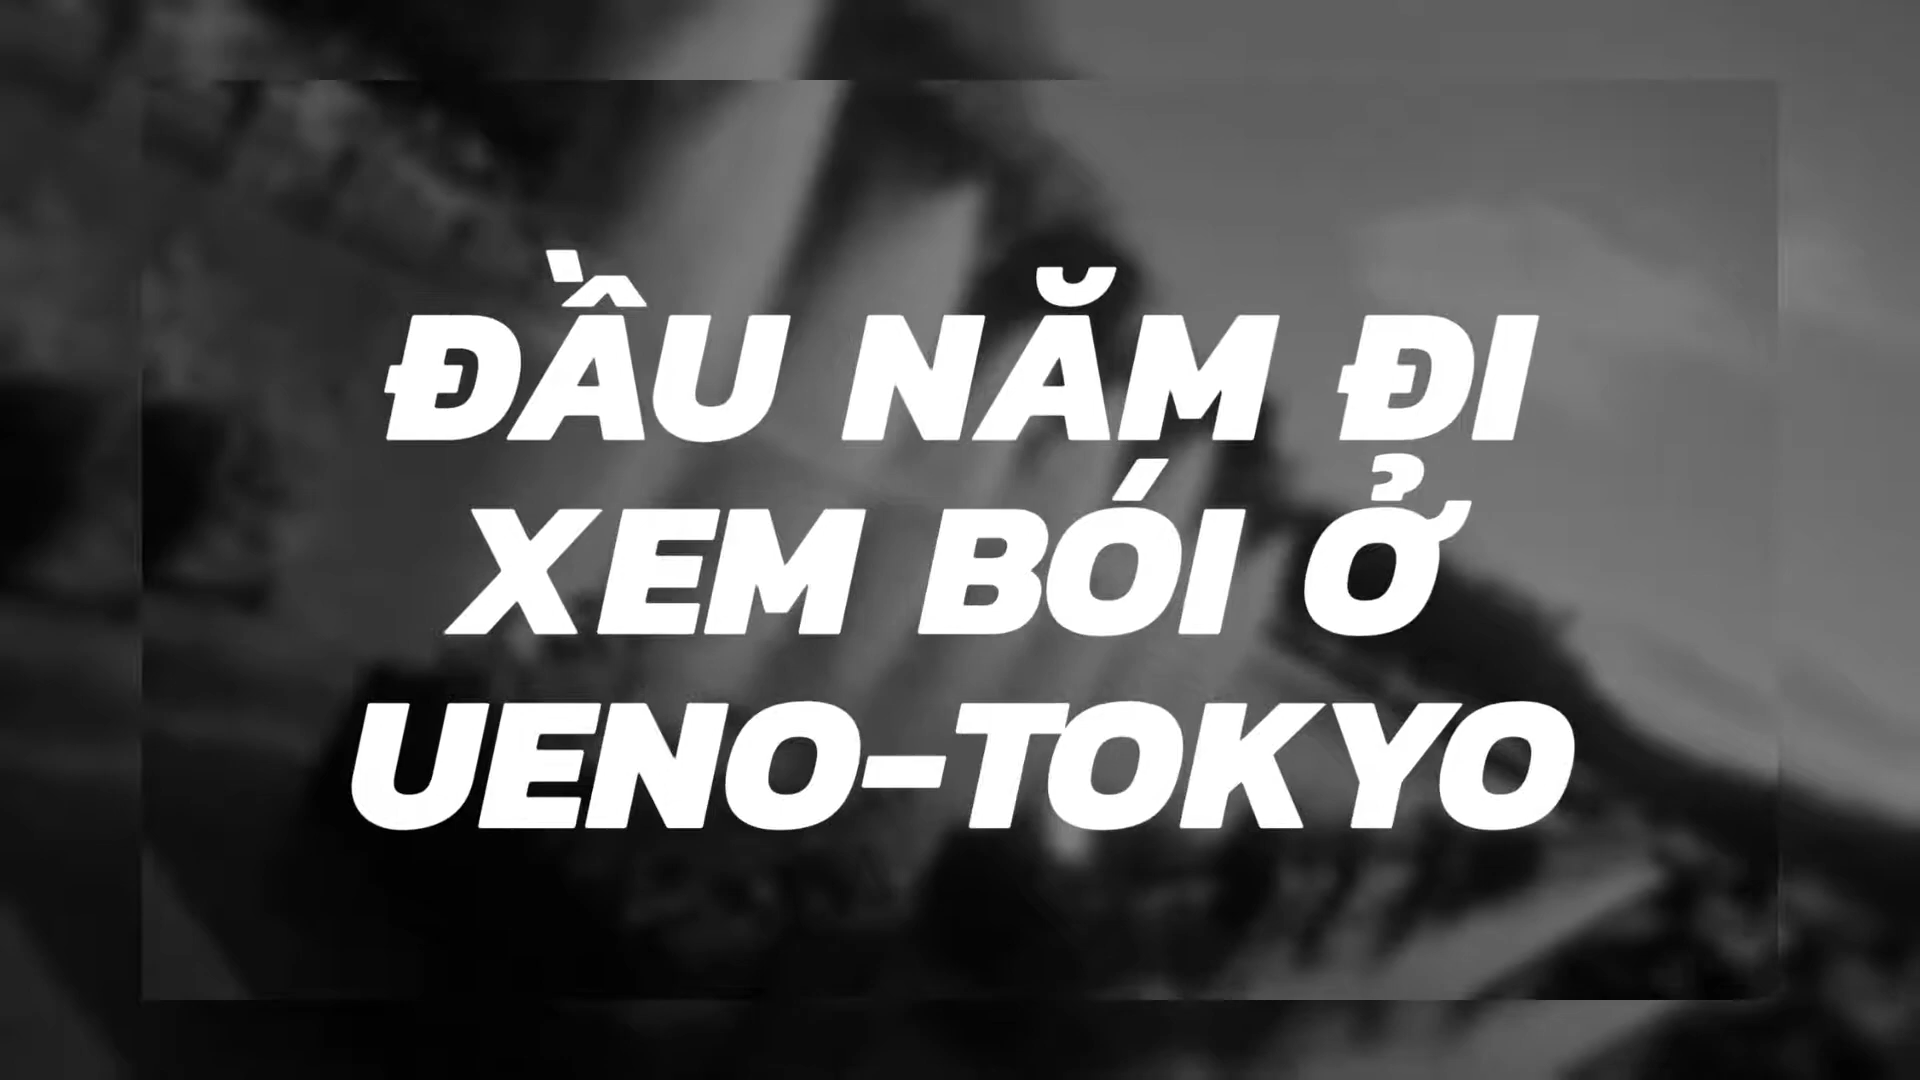 ĐẦU NĂM ĐI
XEM BÓI Ở
UENO-TOKYO